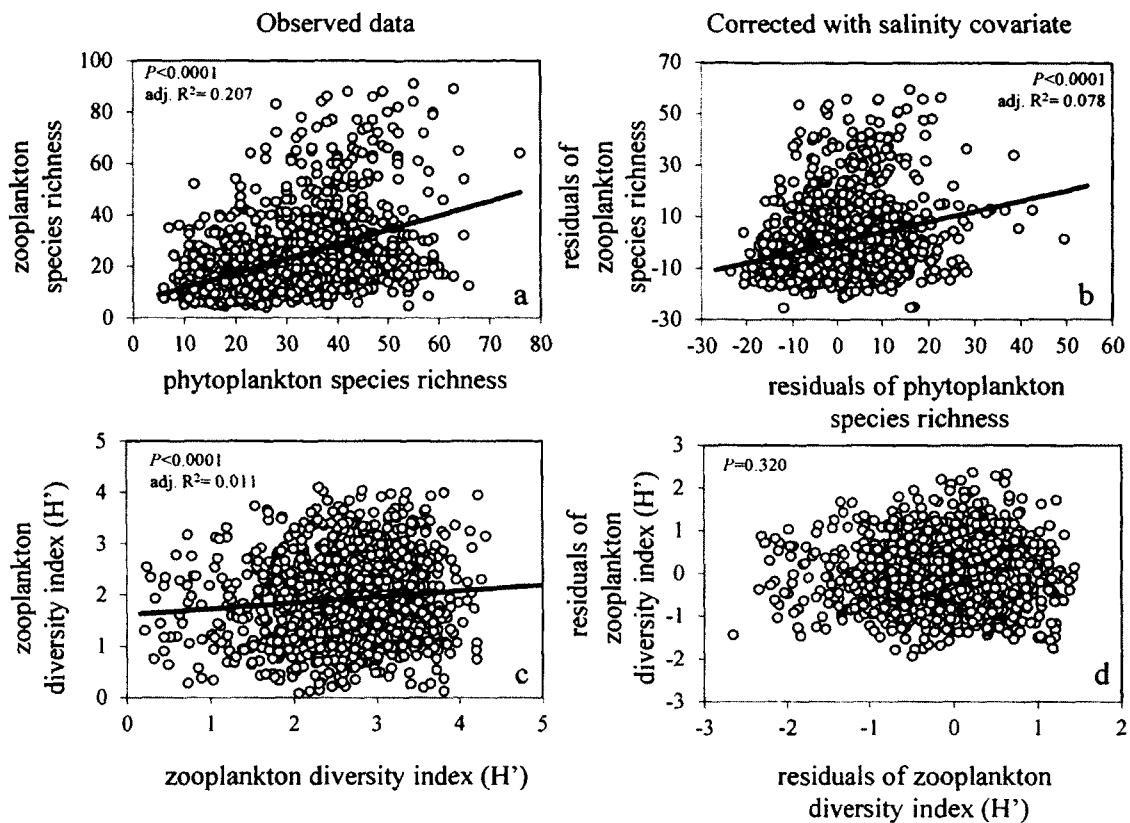 Observed data
Corrected with salinity covariate
zooplankton
species richness
100
80
60
40
20
0
P<0.0001
adj. R²= 0.207
a
0 10 20 30 40 50 60 70 80
phytoplankton species richness
residuals of
zooplankton
species richness
70
50
30
10
-10
-30
P<0.0001
adj. R²= 0.078
b
-30 -20 -10 0 10 20 30 40 50 60
residuals of phytoplankton
species richness
zooplankton
diversity index (H')
5
4
3
2
1
0
P<0.0001
adj. R²= 0.011
c
0 1 2 3 4 5
zooplankton diversity index (H')
residuals of
zooplankton
diversity index (H')
3
2
1
0
-1
-2
-3
P=0.320
d
-3 -2 -1 0 1 2
residuals of zooplankton
diversity index (H')